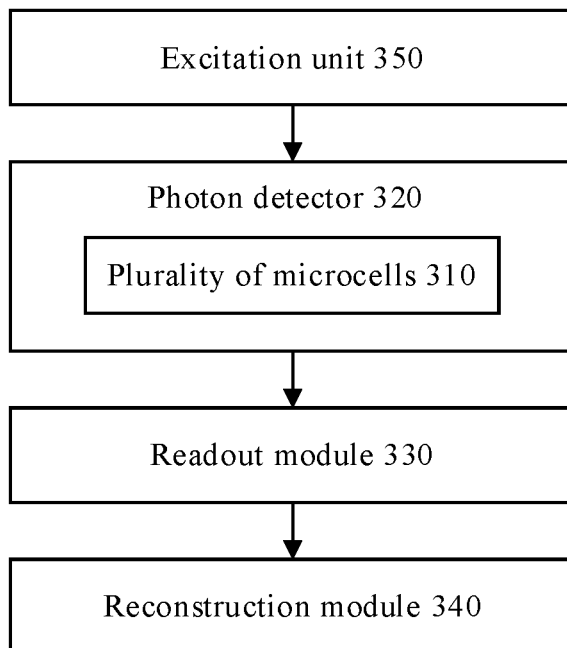 Excitation unit 350
Photon detector 320
Plurality of microcells 310
Readout module 330
Reconstruction module 340